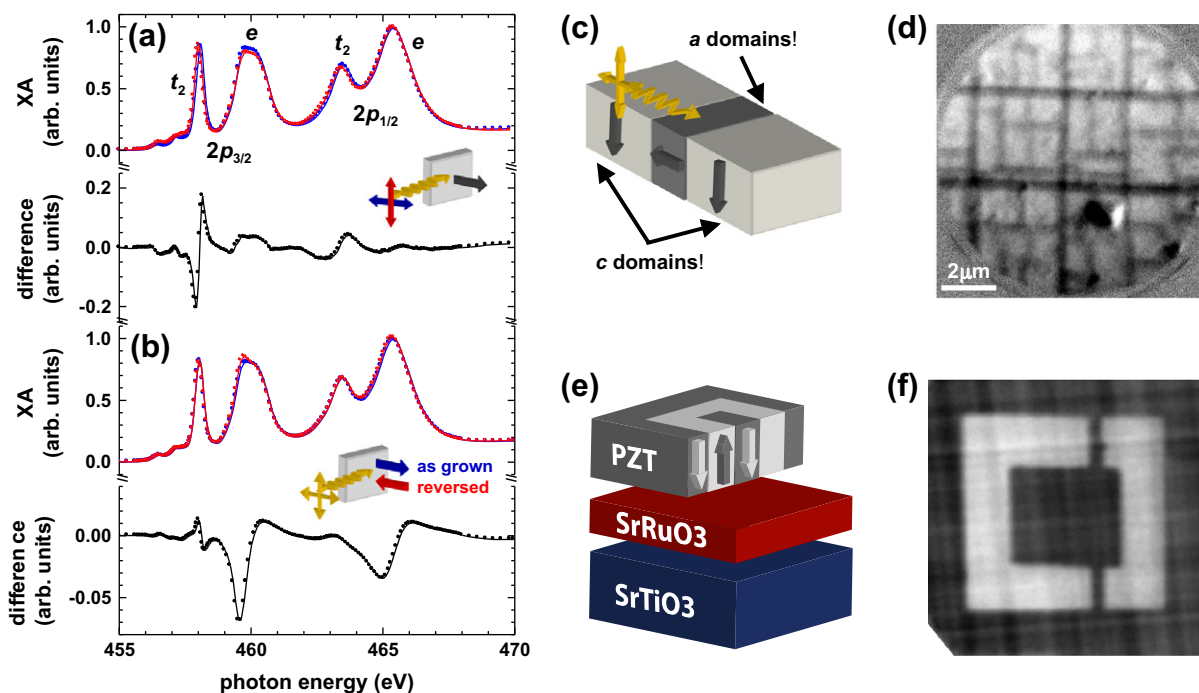 (a)
XA
(arb. units)
1.0
0.5
0.0
t2
e
t2
e
2p3/2
2p1/2
difference
(arb. units)
0.2
0.0
-0.2
(b)
XA
(arb. units)
1.0
0.5
0.0
as grown
reversed
differen ce
(arb. units)
0.00
-0.05
455 460 465 470
photon energy (eV)
(c)
a domains!
c domains!
(d)
2μm
(e)
PZT
SrRuO3
SrTiO3
(f)